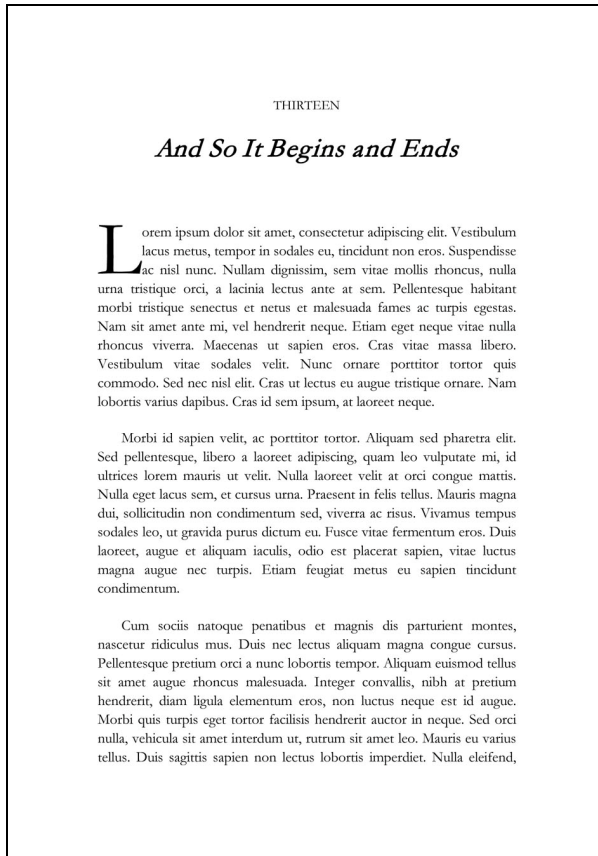 THIRTEEN
And So It Begins and Ends
Lorem ipsum dolor sit amet, consectetur adipiscing elit. Vestibulum
lacus metus, tempor in sodales eu, tincidunt non eros. Suspendisse
ac nisl nunc. Nullam dignissim, sem vitae mollis rhoncus, nulla
urna tristique orci, a lacinia lectus ante at sem. Pellentesque habitant
morbi tristique senectus et netus et malesuada fames ac turpis egestas.
Nam sit amet ante mi, vel hendrerit neque. Etiam eget neque vitae nulla
rhoncus viverra. Maecenas ut sapien eros. Cras vitae massa libero.
Vestibulum vitae sodales velit. Nunc ornare porttitor tortor quis
commodo. Sed nec nisl elit. Cras ut lectus eu augue tristique ornare. Nam
lobortis varius dapibus. Cras id sem ipsum, at laoreet neque.
Morbi id sapien velit, ac porttitor tortor. Aliquam sed pharetra elit.
Sed pellentesque, libero a laoreet adipiscing, quam leo vulputate mi, id
ultrices lorem mauris ut velit. Nulla laoreet velit at orci congue mattis.
Nulla eget lacus sem, et cursus urna. Praesent in felis tellus. Mauris magna
dui, sollicitudin non condimentum sed, viverra ac risus. Vivamus tempus
sodales leo, ut gravida purus dictum eu. Fusce vitae fermentum eros. Duis
laoreet, augue et aliquam iaculis, odio est placerat sapien, vitae luctus
magna augue nec turpis. Etiam feugiat metus eu sapien tincidunt
condimentum.
Cum sociis natoque penatibus et magnis dis parturient montes,
nascetur ridiculus mus. Duis nec lectus aliquam magna congue cursus.
Pellentesque pretium orci a nunc lobortis tempor. Aliquam euismod tellus
sit amet augue rhoncus malesuada. Integer convallis, nibh at pretium
hendrerit, diam ligula elementum eros, non luctus neque est id augue.
Morbi quis turpis eget tortor facilisis hendrerit auctor in neque. Sed orci
nulla, vehicula sit amet interdum ut, rutrum sit amet leo. Mauris eu varius
tellus. Duis sagittis sapien non lectus lobortis imperdiet. Nulla eleifend,